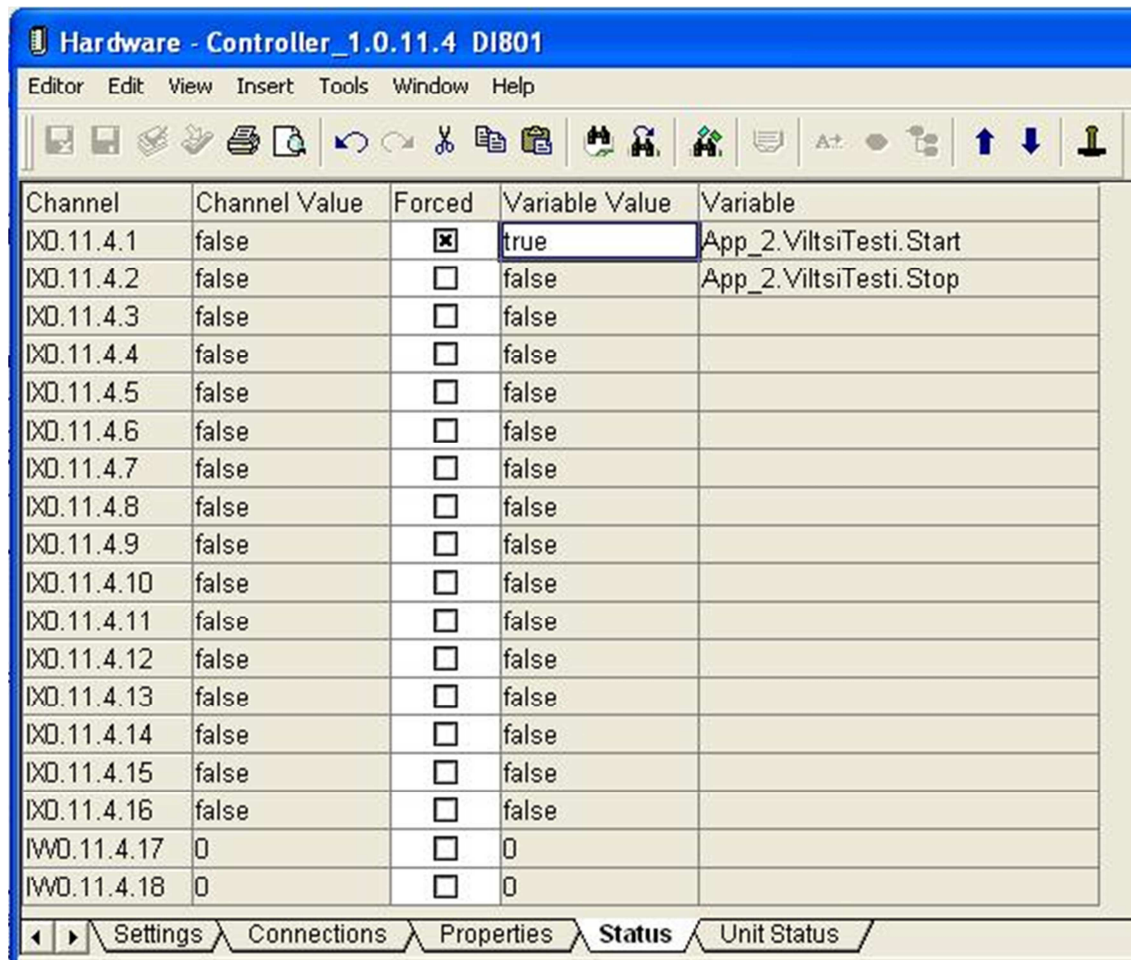 Hardware - Controller_1.0.11.4 DI801
Editor Edit View Insert Tools Window Help
Channel Channel Value Forced Variable Value Variable
IX0.11.4.1 false true App_2.ViltsiTesti.Start
IX0.11.4.2 false false App_2.ViltsiTesti.Stop
IX0.11.4.3 false false
IX0.11.4.4 false false
IX0.11.4.5 false false
IX0.11.4.6 false false
IX0.11.4.7 false false
IX0.11.4.8 false false
IX0.11.4.9 false false
IX0.11.4.10 false false
IX0.11.4.11 false false
IX0.11.4.12 false false
IX0.11.4.13 false false
IX0.11.4.14 false false
IX0.11.4.15 false false
IX0.11.4.16 false false
IW0.11.4.17 0 0
IW0.11.4.18 0 0
Settings Connections Properties Status Unit Status